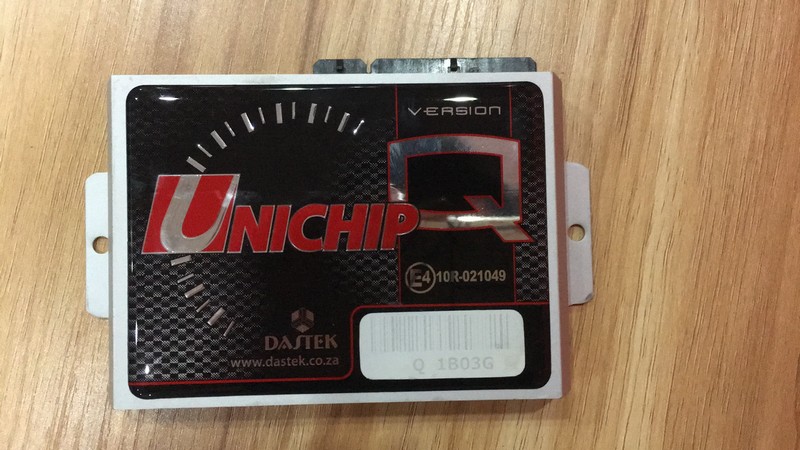 VERSION
Q
UNICHIP
E4 10R-021049
DASTEK
www.dastek.co.za
Q 1B03G